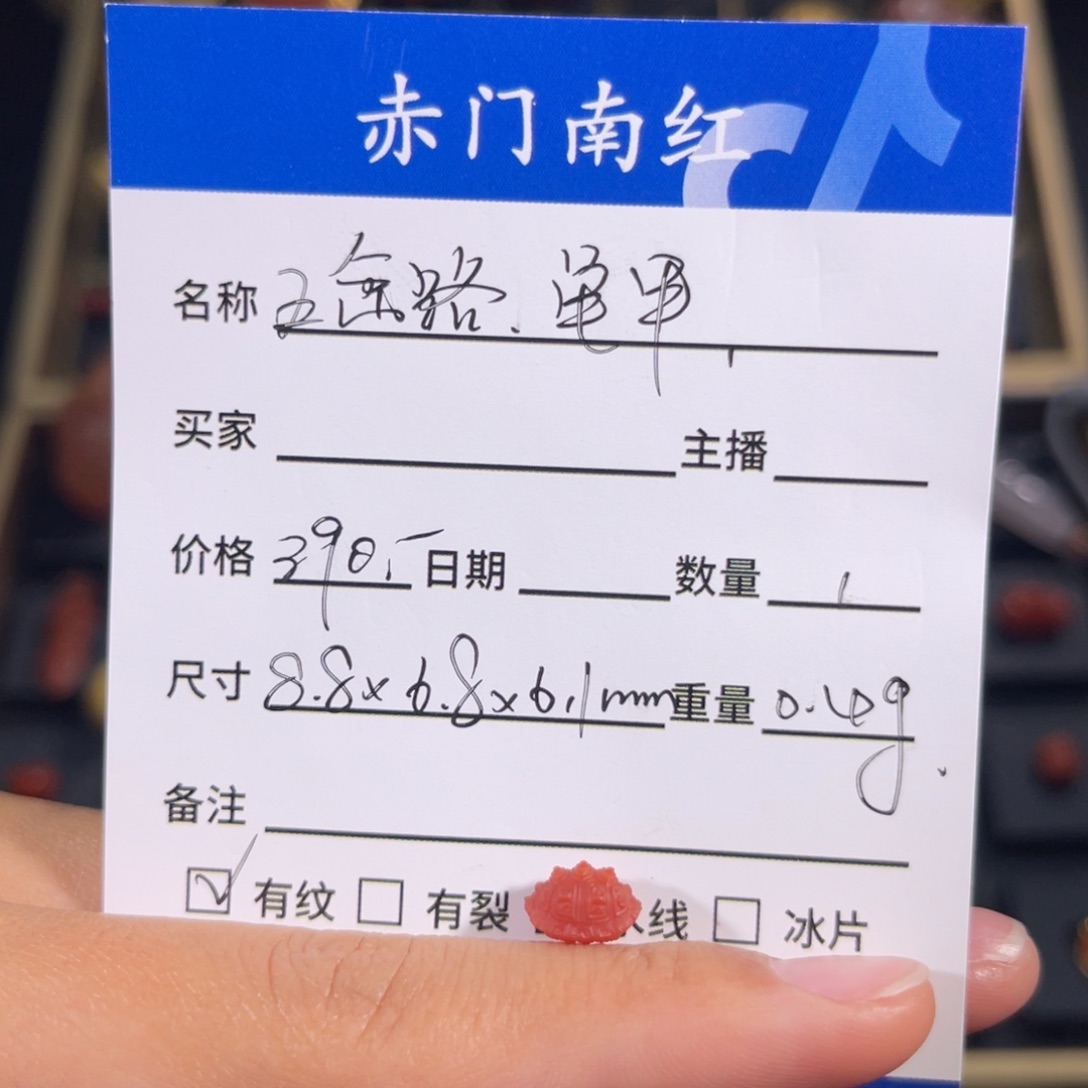 赤门南红
名称 五金路.单甲
买家 主播
价格 390.- 日期 数量 1
尺寸 8.8x6.8x6.1mm 重量 0.40g
备注
有纹 有裂 线 冰片